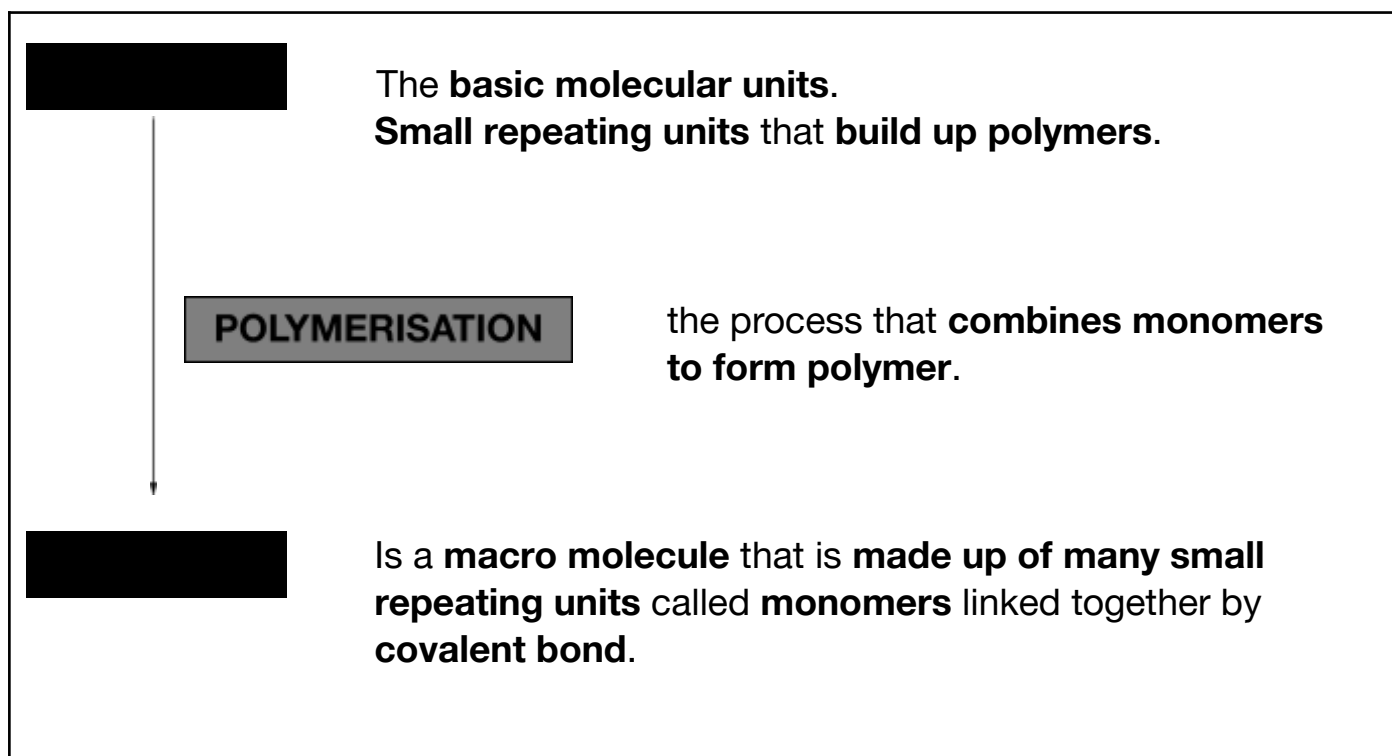 The basic molecular units.
Small repeating units that build up polymers.
POLYMERISATION
the process that combines monomers
to form polymer.
Is a macro molecule that is made up of many small
repeating units called monomers linked together by
covalent bond.